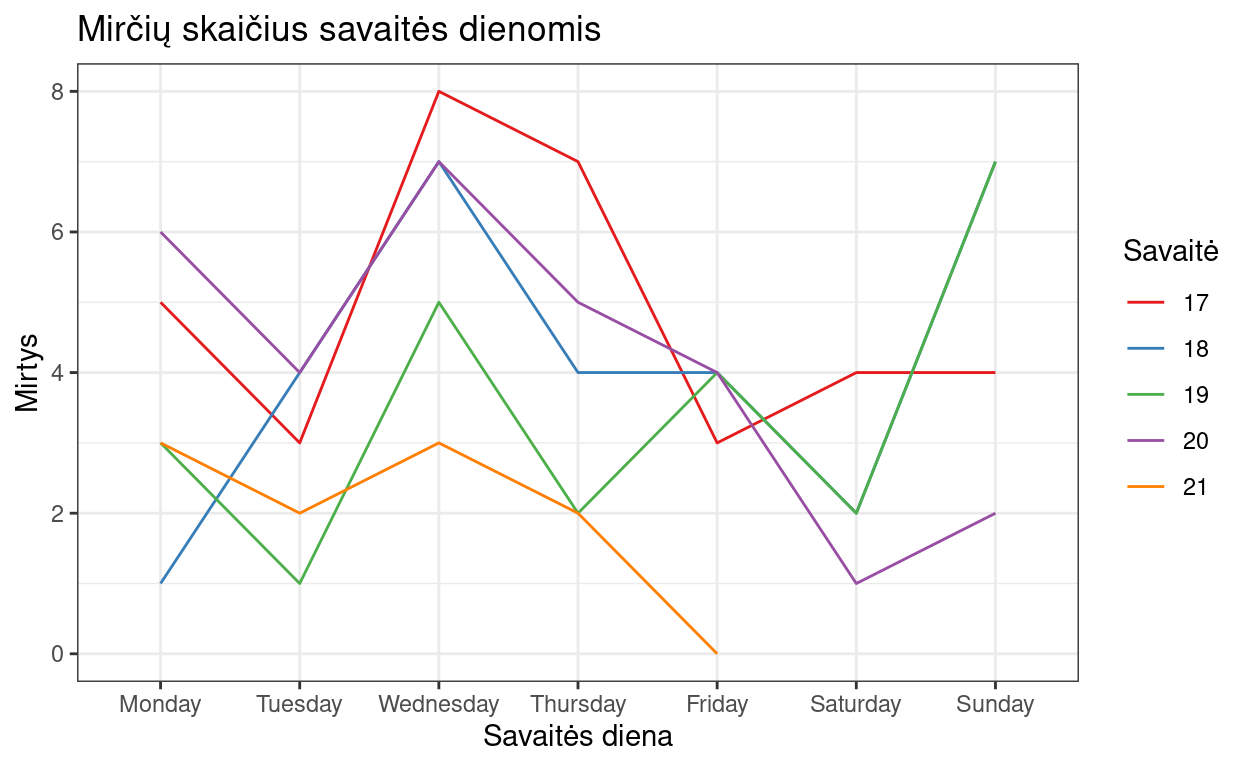 Mirčių skaičius savaitės dienomis
8
6
4
2
0
Mirtys
Monday Tuesday Wednesday Thursday Friday Saturday Sunday
Savaitės diena
Savaitė
17
18
19
20
21